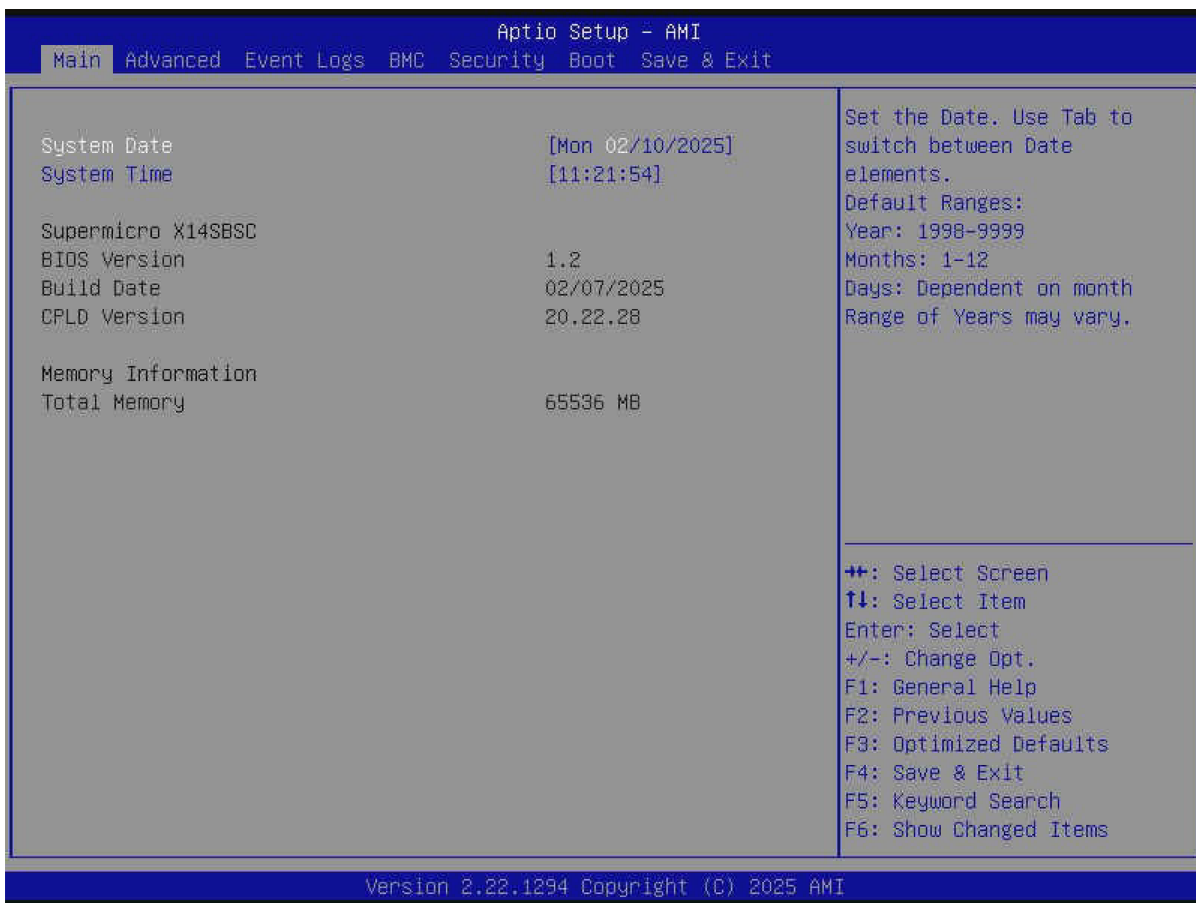 Aptio Setup - AMI
Main Advanced Event Logs BMC Security Boot Save & Exit
System Date [Mon 02/10/2025]
System Time [11:21:54]
Supermicro X14SBSC
BIOS Version 1.2
Build Date 02/07/2025
CPLD Version 20.22.28
Memory Information
Total Memory 65536 MB
Set the Date. Use Tab to
switch between Date
elements.
Default Ranges:
Year: 1998-9999
Months: 1-12
Days: Dependent on month
Range of Years may vary.
→←: Select Screen
↑↓: Select Item
Enter: Select
+/-: Change Opt.
F1: General Help
F2: Previous Values
F3: Optimized Defaults
F4: Save & Exit
F5: Keyword Search
F6: Show Changed Items
Version 2.22.1294 Copyright (C) 2025 AMI